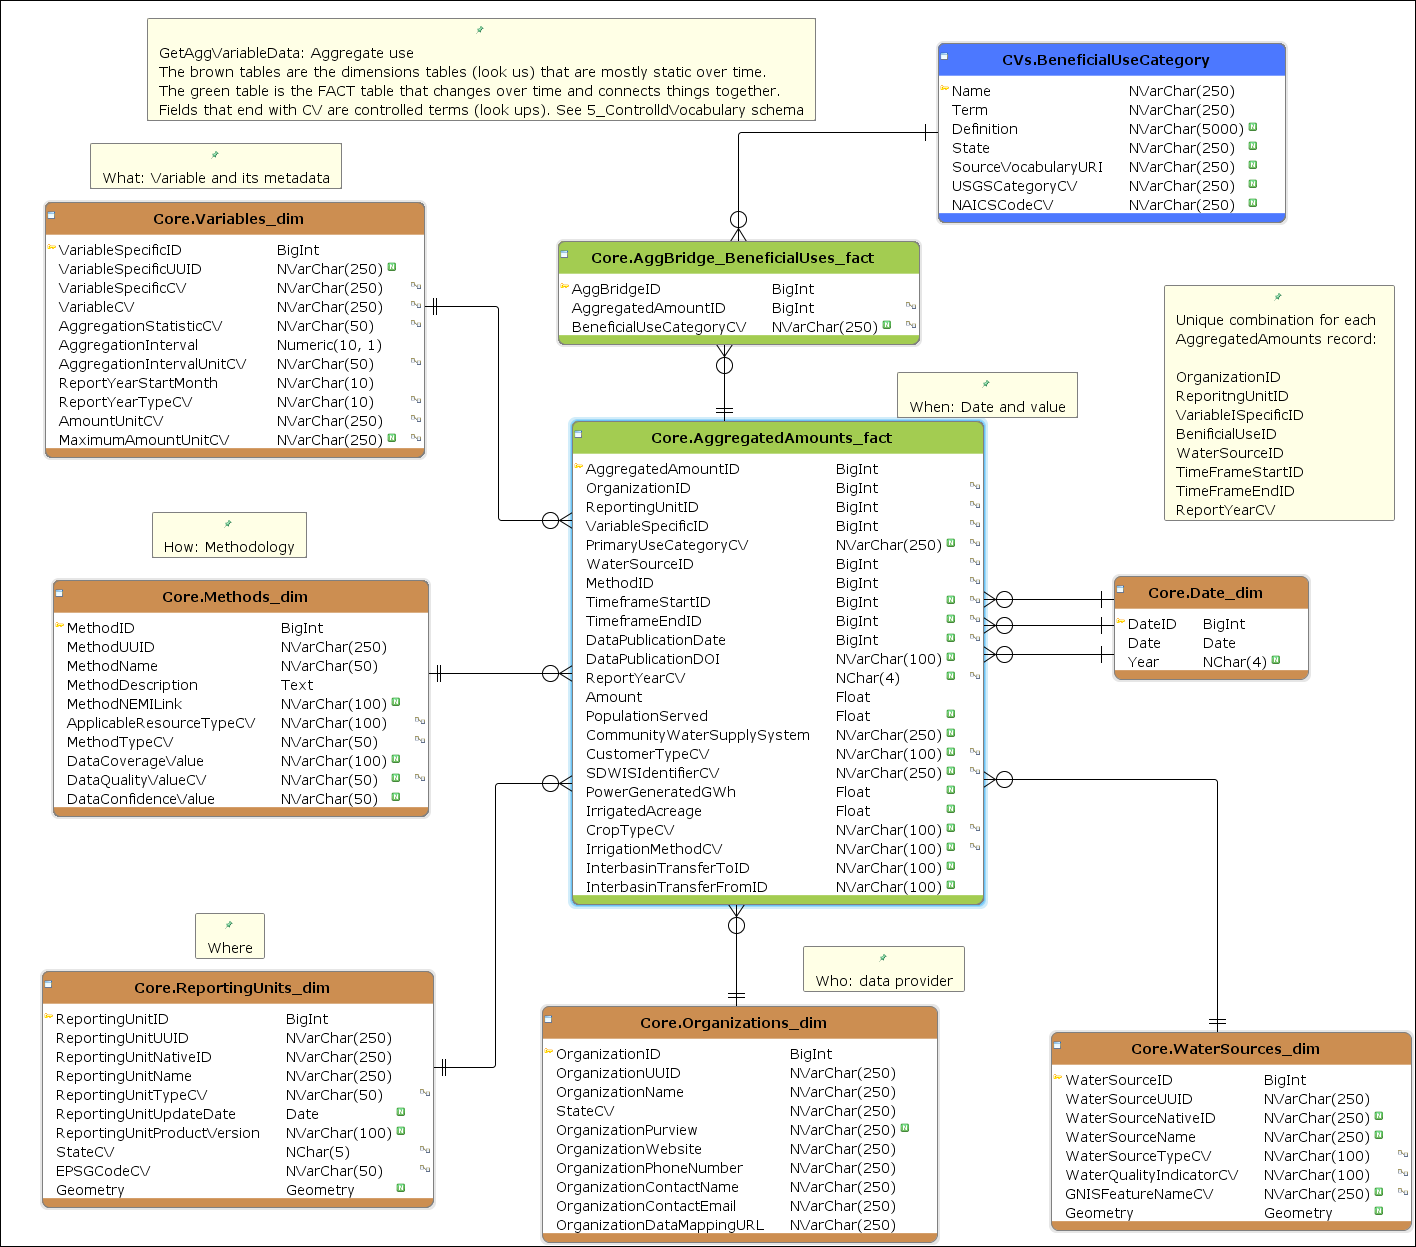 GetAggVariableData: Aggregate use
The brown tables are the dimensions tables (look us) that are mostly static over time.
The green table is the FACT table that changes over time and connects things together.
Fields that end with CV are controlled terms (look ups). See 5_ControlldVocabulary schema
CVs.BeneficialUseCategory
Name NVarChar(250)
Term NVarChar(250)
Definition NVarChar(5000) N
State NVarChar(250) N
SourceVocabularyURI NVarChar(250) N
USGSCategoryCV NVarChar(250) N
NAICSCodeCV NVarChar(250) N
What: Variable and its metadata
Core.Variables_dim
VariableSpecificID BigInt
VariableSpecificUUID NVarChar(250) N
VariableSpecificCV NVarChar(250)
VariableCV NVarChar(250)
AggregationStatisticCV NVarChar(50)
AggregationInterval Numeric(10, 1)
AggregationIntervalUnitCV NVarChar(50)
ReportYearStartMonth NVarChar(10)
ReportYearTypeCV NVarChar(10)
AmountUnitCV NVarChar(250)
MaximumAmountUnitCV NVarChar(250) N
Core.AggBridge_BeneficialUses_fact
AggBridgeID BigInt
AggregatedAmountID BigInt
BeneficialUseCategoryCV NVarChar(250) N
Unique combination for each
AggregatedAmounts record:
OrganizationID
ReporitngUnitID
VariableISpecificID
BenificialUseID
WaterSourceID
TimeFrameStartID
TimeFrameEndID
ReportYearCV
When: Date and value
Core.AggregatedAmounts_fact
AggregatedAmountID BigInt
OrganizationID BigInt
ReportingUnitID BigInt
VariableSpecificID BigInt
PrimaryUseCategoryCV NVarChar(250) N
WaterSourceID BigInt
MethodID BigInt
TimeframeStartID BigInt N
TimeframeEndID BigInt N
DataPublicationDate BigInt N
DataPublicationDOI NVarChar(100) N
ReportYearCV NChar(4) N
Amount Float
PopulationServed Float N
CommunityWaterSupplySystem NVarChar(250) N
CustomerTypeCV NVarChar(100) N
SDWISIdentifierCV NVarChar(250) N
PowerGeneratedGWh Float N
IrrigatedAcreage Float N
CropTypeCV NVarChar(100) N
IrrigationMethodCV NVarChar(100) N
InterbasinTransferToID NVarChar(100) N
InterbasinTransferFromID NVarChar(100) N
How: Methodology
Core.Methods_dim
MethodID BigInt
MethodUUID NVarChar(250)
MethodName NVarChar(50)
MethodDescription Text
MethodNEMILink NVarChar(100) N
ApplicableResourceTypeCV NVarChar(100)
MethodTypeCV NVarChar(50)
DataCoverageValue NVarChar(100) N
DataQualityValueCV NVarChar(50) N
DataConfidenceValue NVarChar(50) N
Core.Date_dim
DateID BigInt
Date Date
Year NChar(4) N
Where
Core.ReportingUnits_dim
ReportingUnitID BigInt
ReportingUnitUUID NVarChar(250)
ReportingUnitNativeID NVarChar(250)
ReportingUnitName NVarChar(250)
ReportingUnitTypeCV NVarChar(50)
ReportingUnitUpdateDate Date N
ReportingUnitProductVersion NVarChar(100) N
StateCV NChar(5)
EPSGCodeCV NVarChar(50)
Geometry Geometry N
Who: data provider
Core.Organizations_dim
OrganizationID BigInt
OrganizationUUID NVarChar(250)
OrganizationName NVarChar(250)
StateCV NVarChar(250)
OrganizationPurview NVarChar(250) N
OrganizationWebsite NVarChar(250)
OrganizationPhoneNumber NVarChar(250)
OrganizationContactName NVarChar(250)
OrganizationContactEmail NVarChar(250)
OrganizationDataMappingURL NVarChar(250)
Core.WaterSources_dim
WaterSourceID BigInt
WaterSourceUUID NVarChar(250)
WaterSourceNativeID NVarChar(250) N
WaterSourceName NVarChar(250) N
WaterSourceTypeCV NVarChar(100)
WaterQualityIndicatorCV NVarChar(100)
GNISFeatureNameCV NVarChar(250) N
Geometry Geometry N